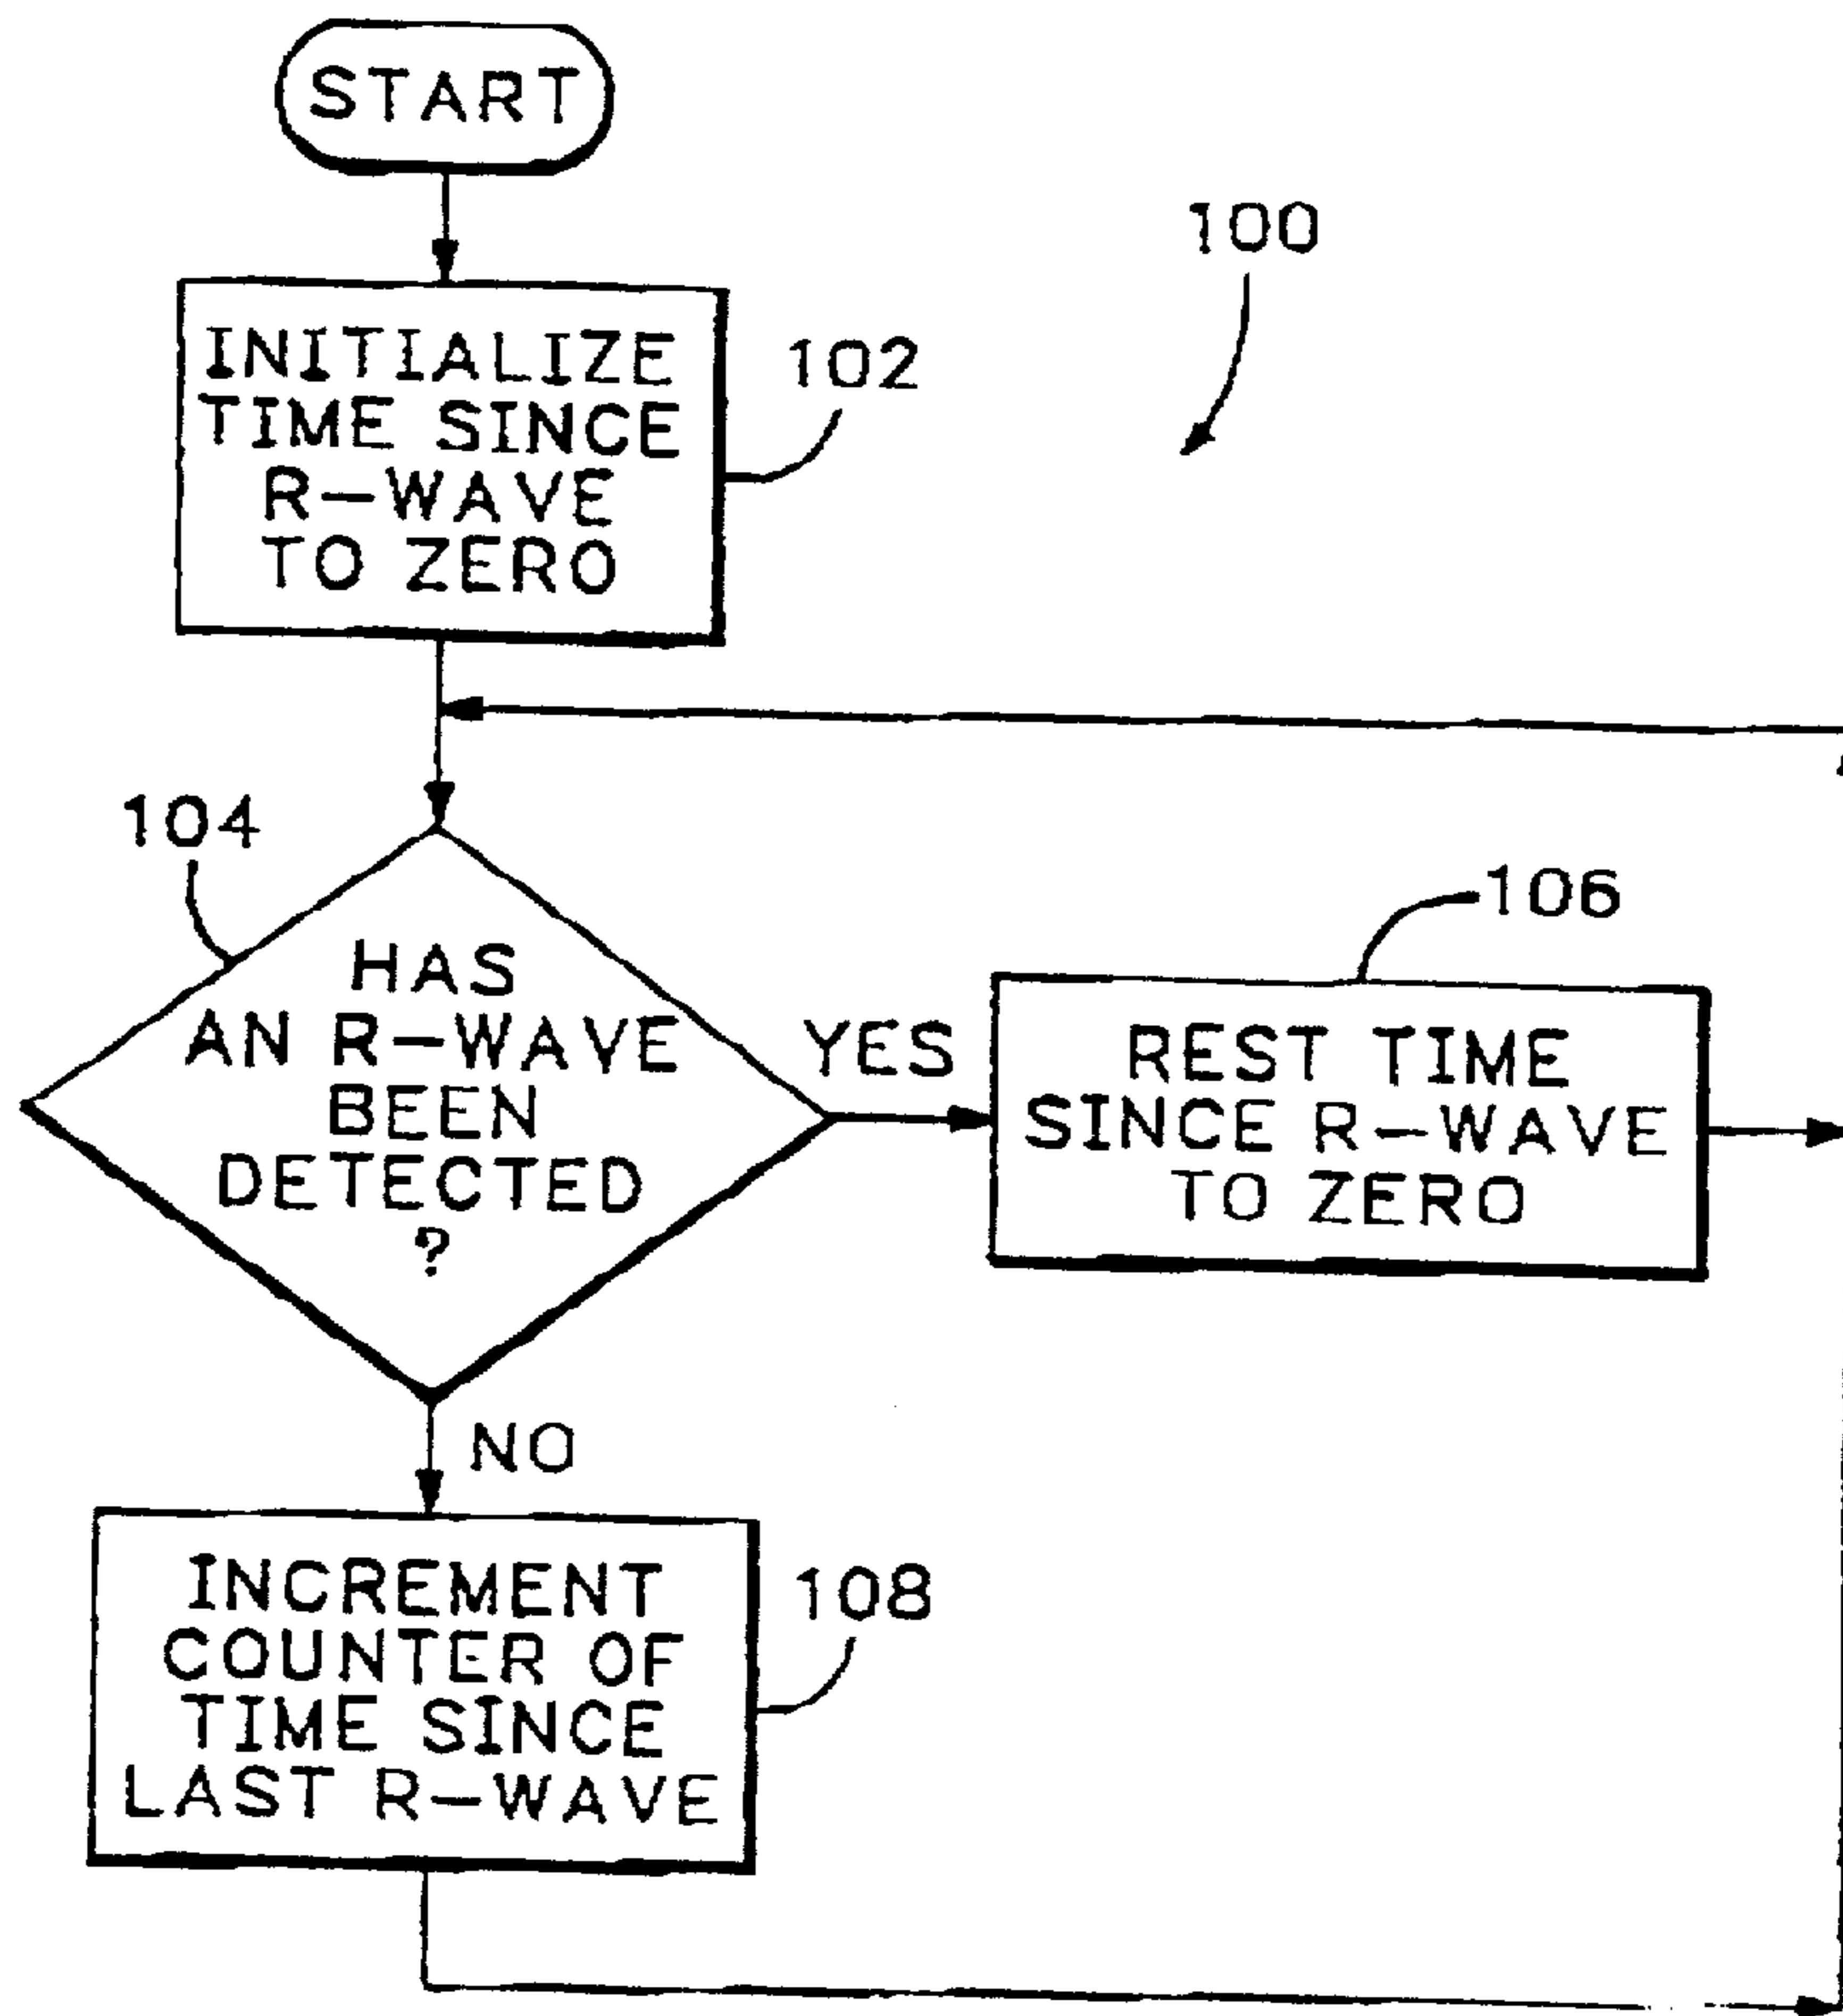 START
100
INITIALIZE
TIME SINCE
R-WAVE
TO ZERO
102
104
HAS
AN R-WAVE
BEEN
DETECTED
?
YES
106
REST TIME
SINCE R-WAVE
TO ZERO
NO
INCREMENT
COUNTER OF
TIME SINCE
LAST R-WAVE
108